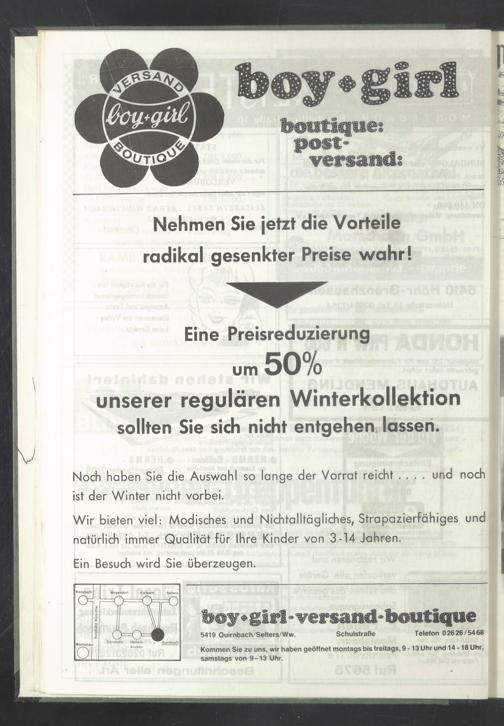 VERSAND
boy+girl
BOUTIQUE
boy+girl
boutique:
post-
versand:
Nehmen Sie jetzt die Vorteile
radikal gesenkter Preise wahr!
Eine Preisreduzierung
um 50%
unserer regulären Winterkollektion
sollten Sie sich nicht entgehen lassen.
Noch haben Sie die Auswahl so lange der Vorrat reicht .... und noch
ist der Winter nicht vorbei.
Wir bieten viel: Modisches und Nichtalltägliches, Strapazierfähiges und
natürlich immer Qualität für Ihre Kinder von 3-14 Jahren.
Ein Besuch wird Sie überzeugen.
boy+girl-versand-boutique
5419 Quirnbach/Selters/Ww. Schulstraße Telefon 02626/5468
Kommen Sie zu uns, wir haben geöffnet montags bis freitags, 9-13 Uhr und 14-18 Uhr,
samstags von 9-13 Uhr.